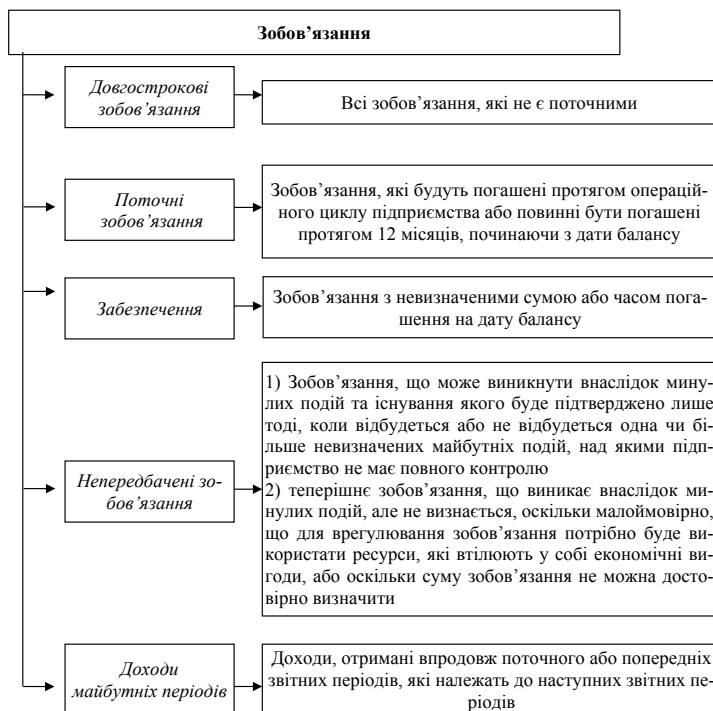 Зобов’язання
Довгострокові
зобов’язання
Всі зобов’язання, які не є поточними
Поточні
зобов’язання
Зобов’язання, які будуть погашені протягом операцій-
ного циклу підприємства або повинні бути погашені
протягом 12 місяців, починаючи з дати балансу
Забезпечення
Зобов’язання з невизначеними сумою або часом пога-
шення на дату балансу
Непередбачені зо-
бов’язання
1) Зобов’язання, що може виникнути внаслідок мину-
лих подій та існування якого буде підтверджено лише
тоді, коли відбудеться або не відбудеться одна чи бі-
льше невизначених майбутніх подій, над якими підп-
риємство не має повного контролю
2) теперішнє зобов’язання, що виникає внаслідок ми-
нулих подій, але не визнається, оскільки малоймовірно,
що для врегулювання зобов’язання потрібно буде ви-
користати ресурси, які втілюють у собі економічні ви-
годи, або оскільки суму зобов’язання не можна досто-
вірно визначити
Доходи
майбутніх періодів
Доходи, отримані впродовж поточного або попередніх
звітних періодів, які належать до наступних звітних пе-
ріодів